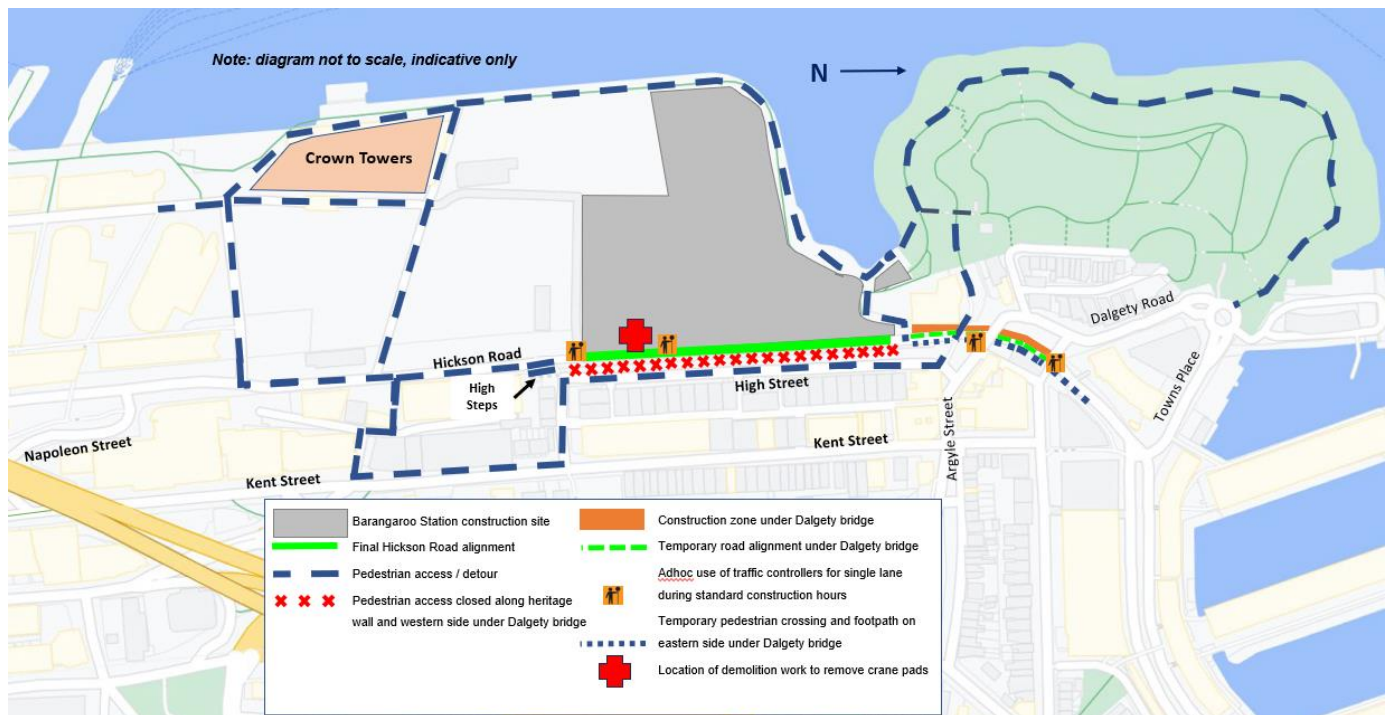 Note: diagram not to scale, indicative only
N
Crown Towers
Dalgety Road
Hickson Road
High
Steps
High Street
Towns Place
Napoleon Street
Kent Street
Argyle Street
Kent Street
Barangaroo Station construction site
Final Hickson Road alignment
Pedestrian access / detour
Pedestrian access closed along heritage
wall and western side under Dalgety bridge
Construction zone under Dalgety bridge
Temporary road alignment under Dalgety bridge
Adhoc use of traffic controllers for single lane
during standard construction hours
Temporary pedestrian crossing and footpath on
eastern side under Dalgety bridge
Location of demolition work to remove crane pads